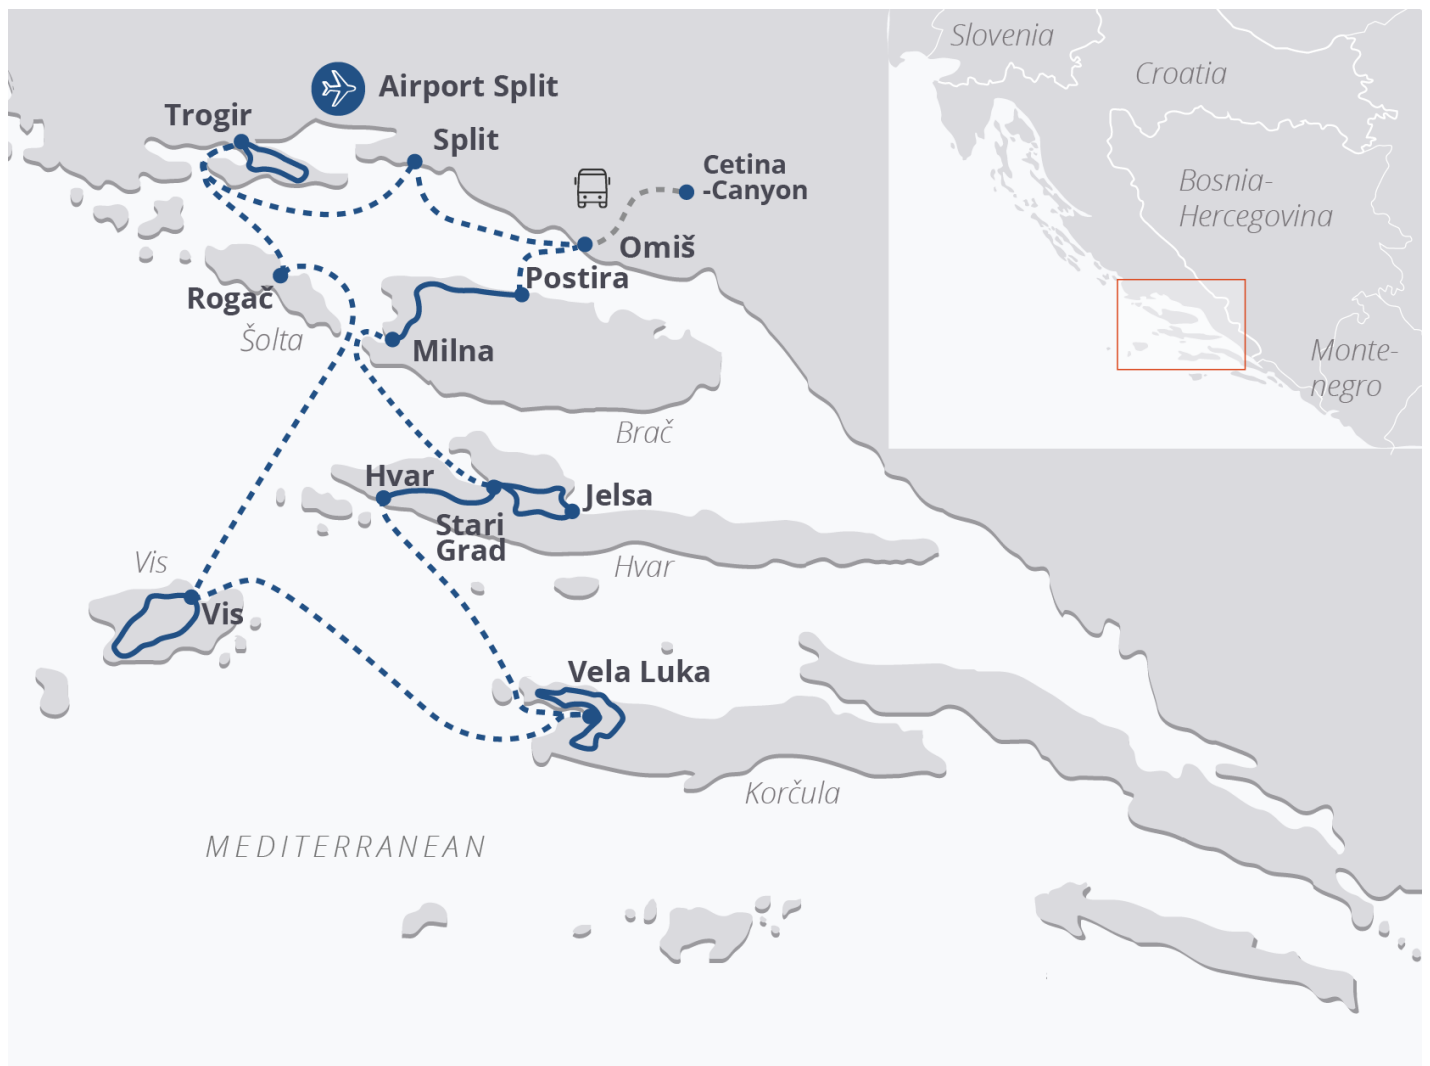 Slovenia
Croatia
Airport Split
Trogir
Split
Cetina
-Canyon
Bosnia-
Hercegovina
Omiš
Postira
Rogač
Šolta
Milna
Monte-
negro
Brač
Hvar
Jelsa
Stari
Grad
Hvar
Vis
Vis
Vela Luka
Korčula
MEDITERRANEAN